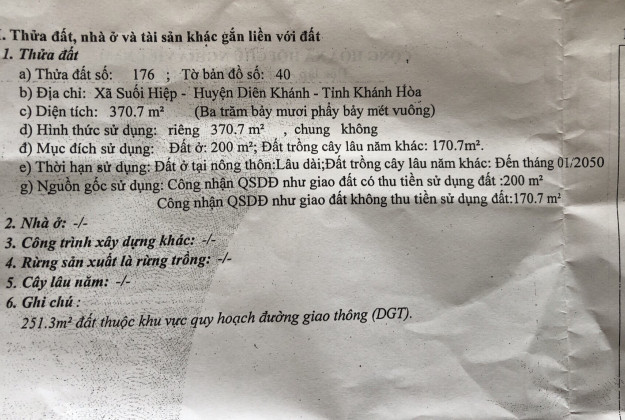 . Thửa đất, nhà ở và tài sản khác gắn liền với đất
1. Thửa đất
a) Thửa đất số: 176 ; Tờ bản đồ số: 40
b) Địa chỉ: Xã Suối Hiệp - Huyện Diên Khánh - Tỉnh Khánh Hòa
c) Diện tích: 370.7 m² (Ba trăm bảy mươi phẩy bảy mét vuông)
d) Hình thức sử dụng: riêng 370.7 m² , chung không
đ) Mục đích sử dụng: Đất ở: 200 m²; Đất trồng cây lâu năm khác: 170.7m².
e) Thời hạn sử dụng: Đất ở tại nông thôn:Lâu dài;Đất trồng cây lâu năm khác: Đến tháng 01/2050
g) Nguồn gốc sử dụng: Công nhận QSDĐ như giao đất có thu tiền sử dụng đất :200 m²
Công nhận QSDĐ như giao đất không thu tiền sử dụng đất:170.7 m²
2. Nhà ở: -/-
3. Công trình xây dựng khác: -/-
4. Rừng sản xuất là rừng trồng: -/-
5. Cây lâu năm: -/-
6. Ghi chú :
251.3m² đất thuộc khu vực quy hoạch đường giao thông (DGT).